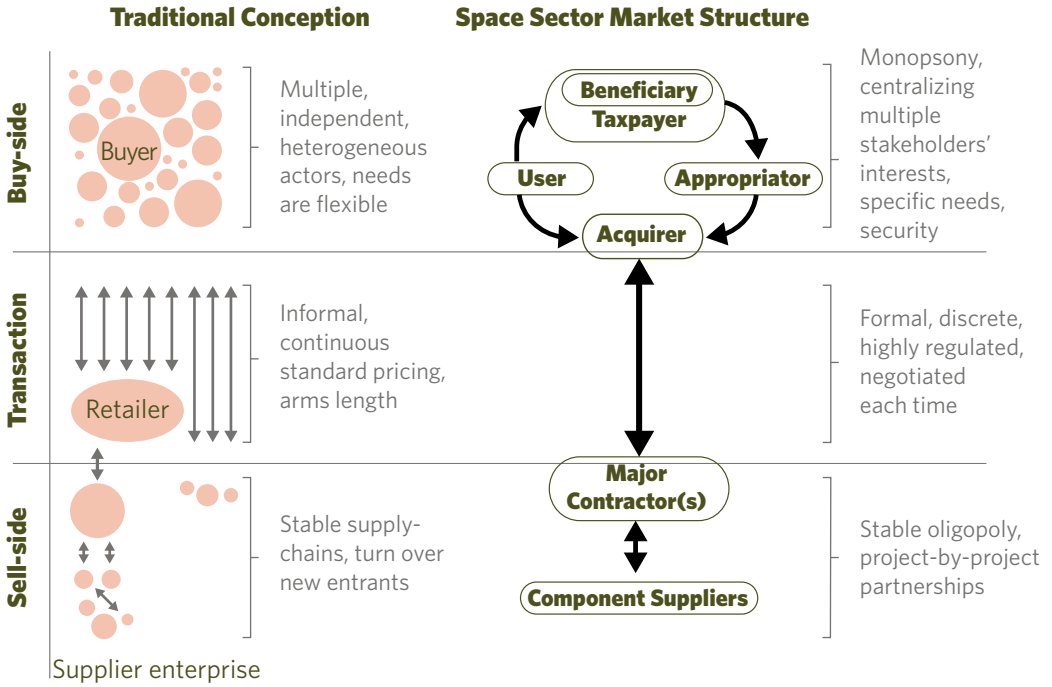 Traditional Conception
Space Sector Market Structure
Buy-side
Buyer
Multiple,
independent,
heterogeneous
actors, needs
are flexible
Beneficiary
Taxpayer
User
Appropriator
Acquirer
Monopsony,
centralizing
multiple
stakeholders’
interests,
specific needs,
security
Transaction
Retailer
Informal,
continuous
standard pricing,
arms length
Formal, discrete,
highly regulated,
negotiated
each time
Sell-side
Stable supply-
chains, turn over
new entrants
Major
Contractor(s)
Component Suppliers
Stable oligopoly,
project-by-project
partnerships
Supplier enterprise